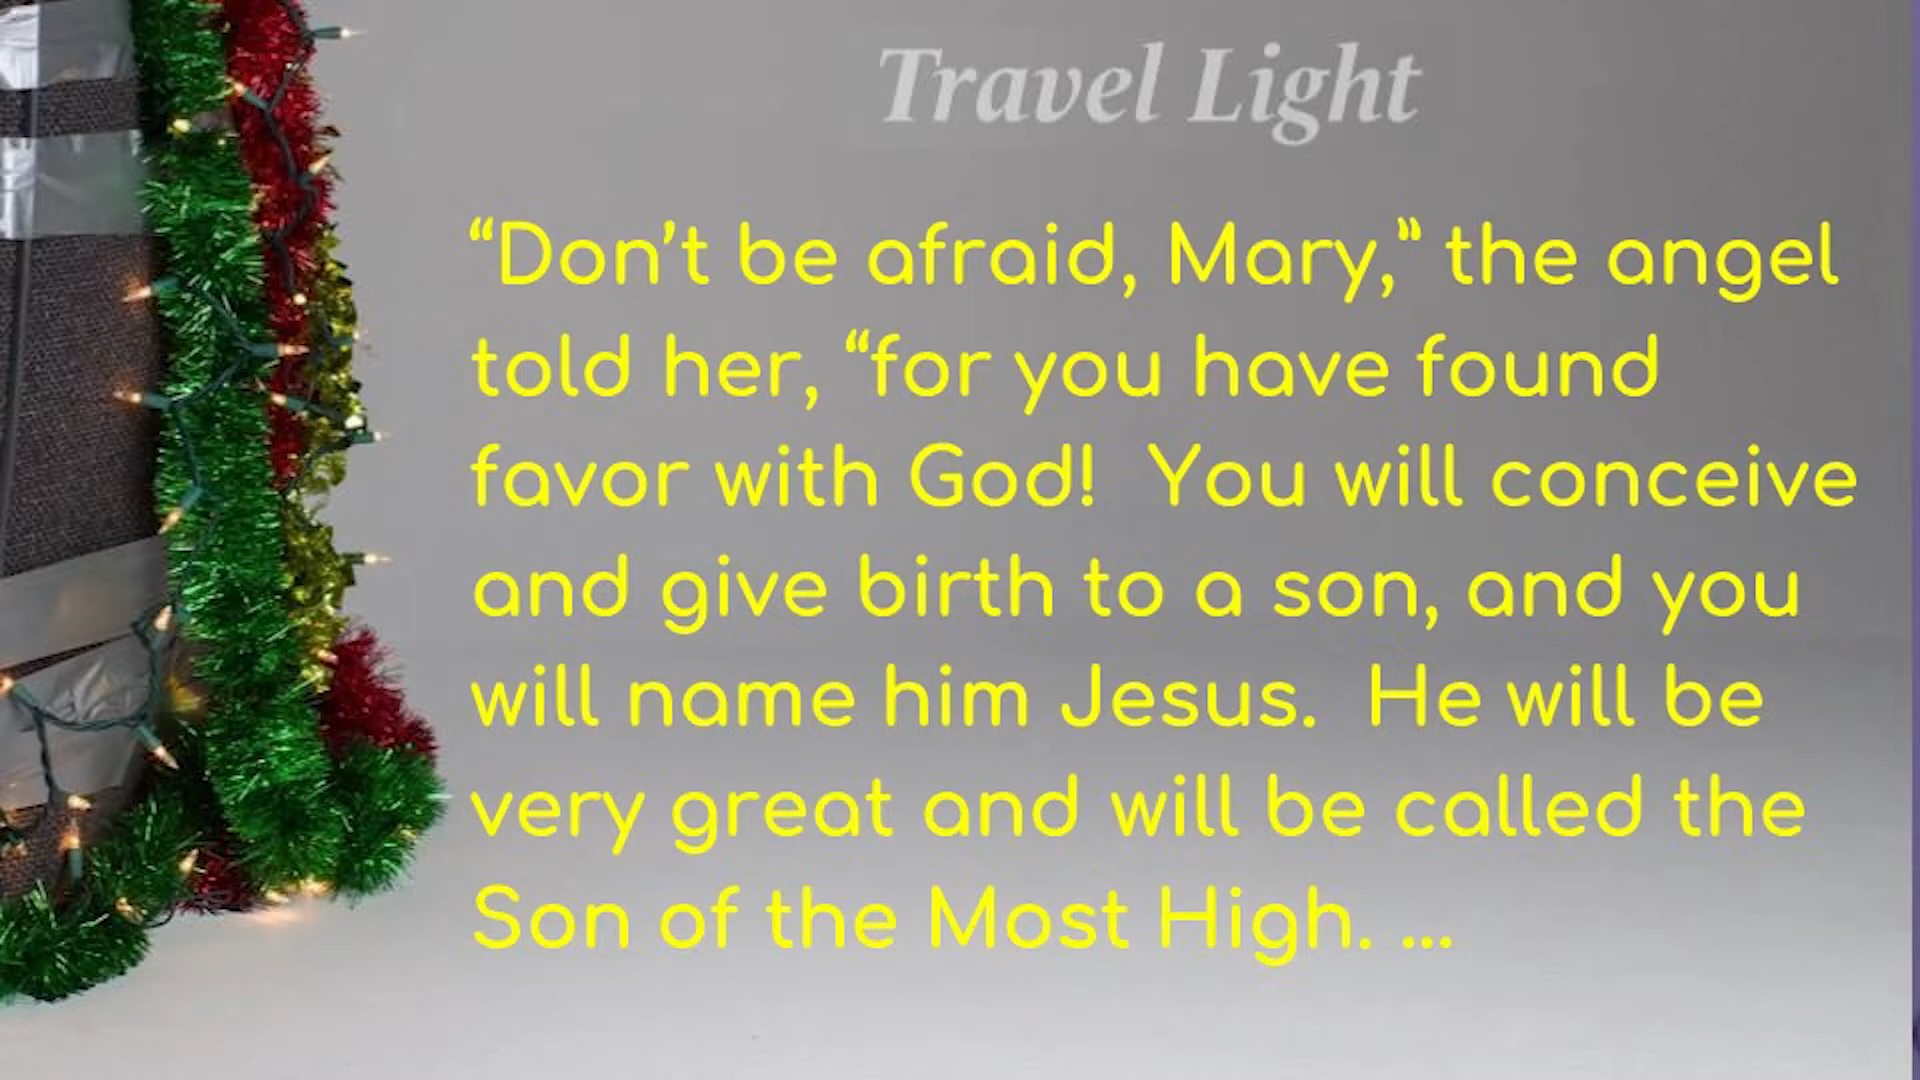 Travel Light
“Don’t be afraid, Mary,” the angel
told her, “for you have found
favor with God!  You will conceive
and give birth to a son, and you
will name him Jesus.  He will be
very great and will be called the
Son of the Most High. ...